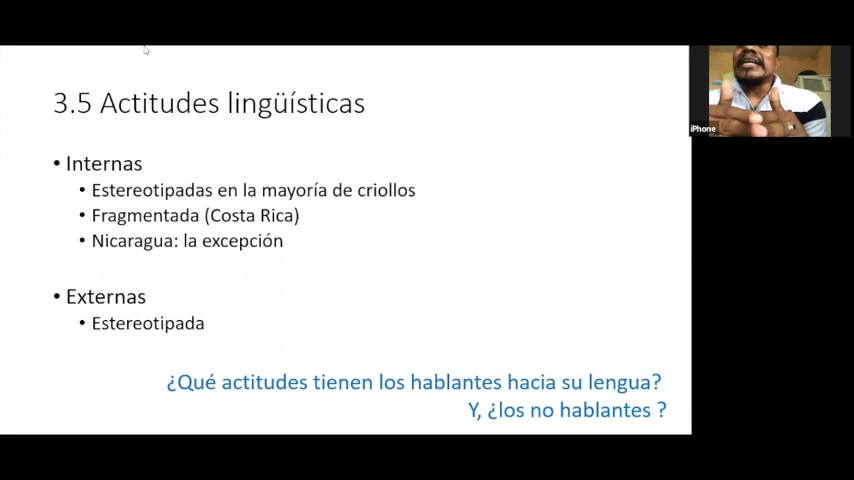 3.5 Actitudes lingüísticas
• Internas
• Estereotipadas en la mayoría de criollos
• Fragmentada (Costa Rica)
• Nicaragua: la excepción
• Externas
• Estereotipada
¿Qué actitudes tienen los hablantes hacia su lengua?
Y, ¿los no hablantes ?
iPhone